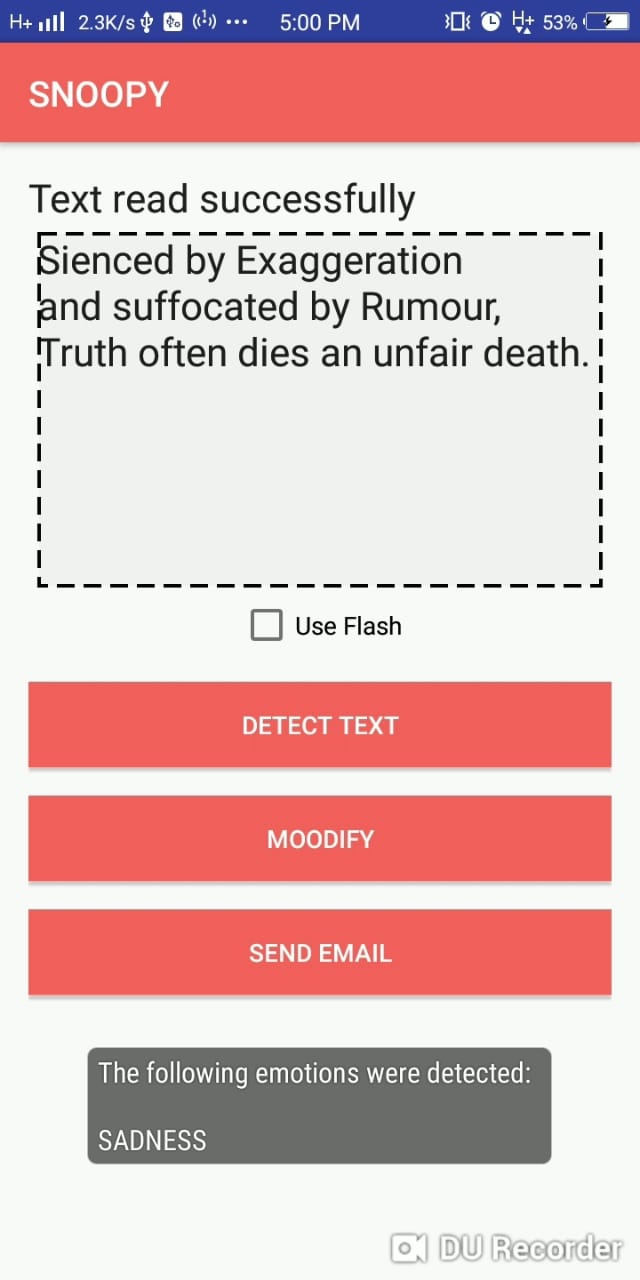 H+ 2.3K/s 5:00 PM H+ 53%
SNOOPY
Text read successfully
Sienced by Exaggeration
and suffocated by Rumour,
Truth often dies an unfair death.
Use Flash
DETECT TEXT
MOODIFY
SEND EMAIL
The following emotions were detected:
SADNESS
DU Recorder